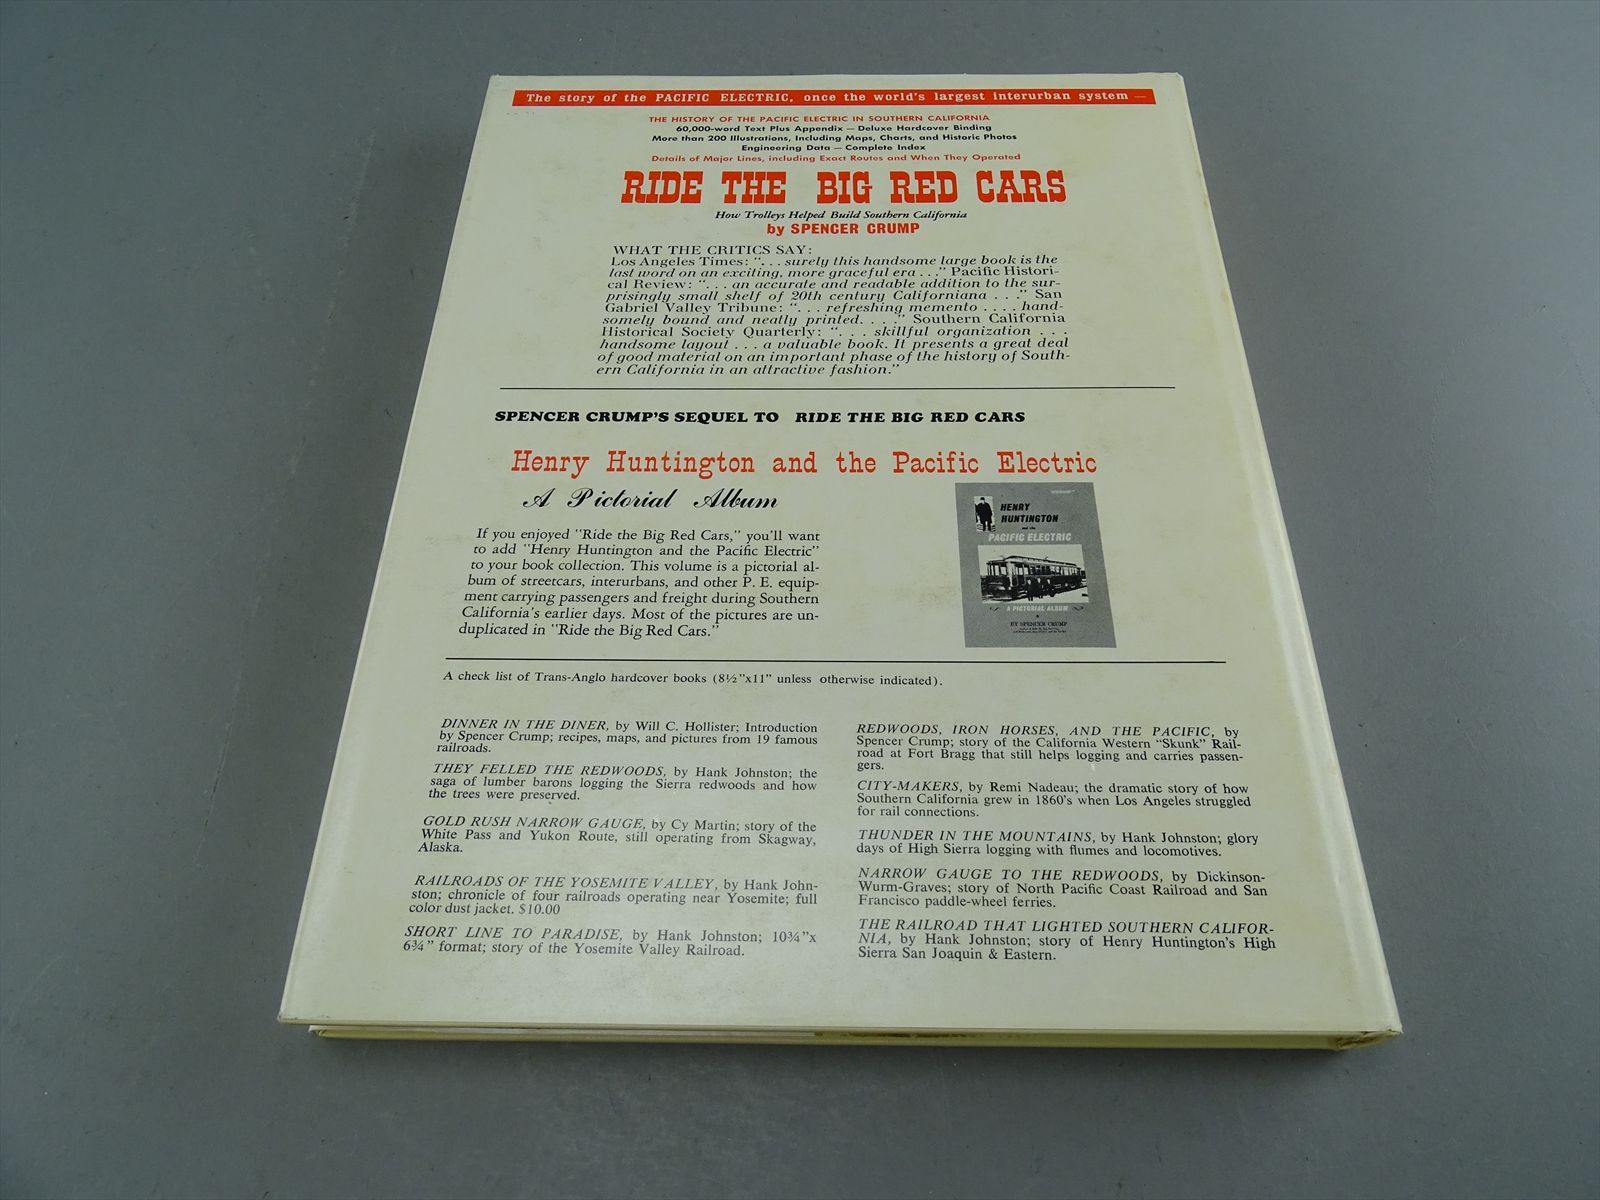 The story of the PACIFIC ELECTRIC, once the world's largest interurban system —
THE HISTORY OF THE PACIFIC ELECTRIC IN SOUTHERN CALIFORNIA
60,000-word Text Plus Appendix — Deluxe Hardcover Binding
More than 200 Illustrations, Including Maps, Charts, and Historic Photos
Engineering Data — Complete Index
Details of Major Lines, including Exact Routes and When They Operated
RIDE THE BIG RED CARS
How Trolleys Helped Build Southern California
by SPENCER CRUMP
WHAT THE CRITICS SAY:
Los Angeles Times: “. . . surely this handsome large book is the
last word on an exciting, more graceful era . . .” Pacific Histori-
cal Review: “. . . an accurate and readable addition to the sur-
prisingly small shelf of 20th century Californiana . . .” San
Gabriel Valley Tribune: “. . . refreshing memento . . . . hand-
somely bound and neatly printed. . . .” Southern California
Historical Society Quarterly: “. . . skillful organization . . .
handsome layout . . . a valuable book. It presents a great deal
of good material on an important phase of the history of South-
ern California in an attractive fashion.”
SPENCER CRUMP'S SEQUEL TO RIDE THE BIG RED CARS
Henry Huntington and the Pacific Electric
A Pictorial Album
If you enjoyed “Ride the Big Red Cars,” you'll want
to add “Henry Huntington and the Pacific Electric”
to your book collection. This volume is a pictorial al-
bum of streetcars, interurbans, and other P. E. equip-
ment carrying passengers and freight during Southern
California's earlier days. Most of the pictures are un-
duplicated in “Ride the Big Red Cars.”
HENRY
HUNTINGTON
and the
PACIFIC ELECTRIC
A PICTORIAL ALBUM
BY SPENCER CRUMP
A check list of Trans-Anglo hardcover books (8½”x11” unless otherwise indicated).
DINNER IN THE DINER, by Will C. Hollister; Introduction
by Spencer Crump; recipes, maps, and pictures from 19 famous
railroads.
THEY FELLED THE REDWOODS, by Hank Johnston; the
saga of lumber barons logging the Sierra redwoods and how
the trees were preserved.
GOLD RUSH NARROW GAUGE, by Cy Martin; story of the
White Pass and Yukon Route, still operating from Skagway,
Alaska.
RAILROADS OF THE YOSEMITE VALLEY, by Hank John-
ston; chronicle of four railroads operating near Yosemite; full
color dust jacket. $10.00
SHORT LINE TO PARADISE, by Hank Johnston; 10¾”x
6¾” format; story of the Yosemite Valley Railroad.
REDWOODS, IRON HORSES, AND THE PACIFIC, by
Spencer Crump; story of the California Western “Skunk” Rail-
road at Fort Bragg that still helps logging and carries passen-
gers.
CITY-MAKERS, by Remi Nadeau; the dramatic story of how
Southern California grew in 1860's when Los Angeles struggled
for rail connections.
THUNDER IN THE MOUNTAINS, by Hank Johnston; glory
days of High Sierra logging with flumes and locomotives.
NARROW GAUGE TO THE REDWOODS, by Dickinson-
Wurm-Graves; story of North Pacific Coast Railroad and San
Francisco paddle-wheel ferries.
THE RAILROAD THAT LIGHTED SOUTHERN CALIFOR-
NIA, by Hank Johnston; story of Henry Huntington's High
Sierra San Joaquin & Eastern.